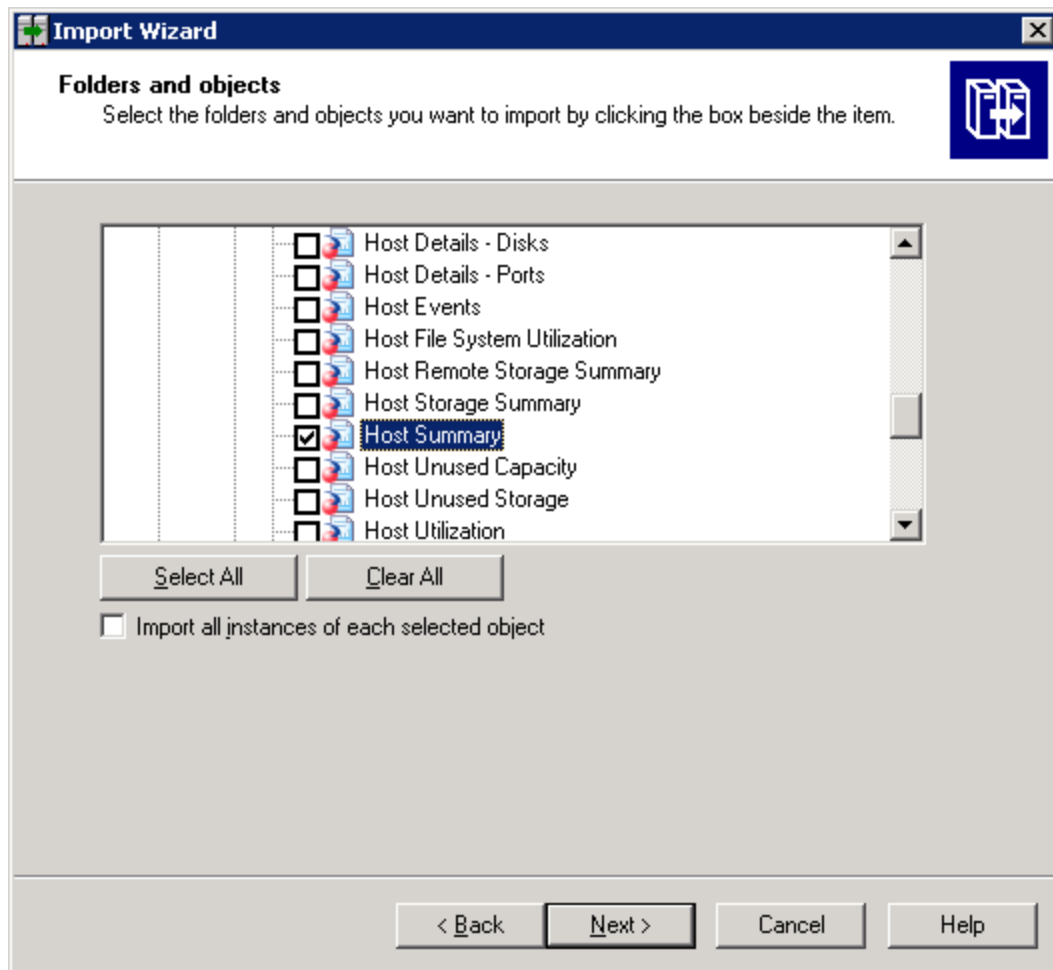 Import Wizard
Folders and objects
Select the folders and objects you want to import by clicking the box beside the item.
Host Details - Disks
Host Details - Ports
Host Events
Host File System Utilization
Host Remote Storage Summary
Host Storage Summary
Host Summary
Host Unused Capacity
Host Unused Storage
Host Utilization
Select All Clear All
Import all instances of each selected object
< Back Next > Cancel Help